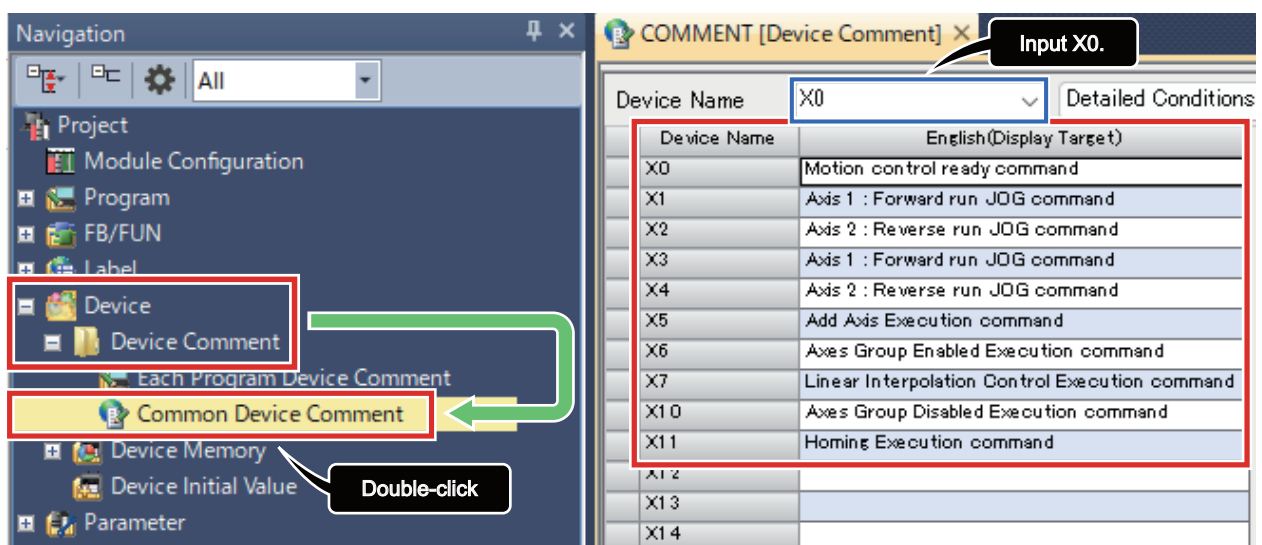 Navigation
All
Project
Module Configuration
Program
FB/FUN
Label
Device
Device Comment
Each Program Device Comment
Common Device Comment
Device Memory
Device Initial Value
Parameter
Double-click
COMMENT [Device Comment]
Input X0.
Device Name X0 Detailed Conditions
Device Name English(Display Target)
X0 Motion control ready command
X1 Axis 1 : Forward run JOG command
X2 Axis 2 : Reverse run JOG command
X3 Axis 1 : Forward run JOG command
X4 Axis 2 : Reverse run JOG command
X5 Add Axis Execution command
X6 Axes Group Enabled Execution command
X7 Linear Interpolation Control Execution command
X10 Axes Group Disabled Execution command
X11 Homing Execution command
X12
X13
X14